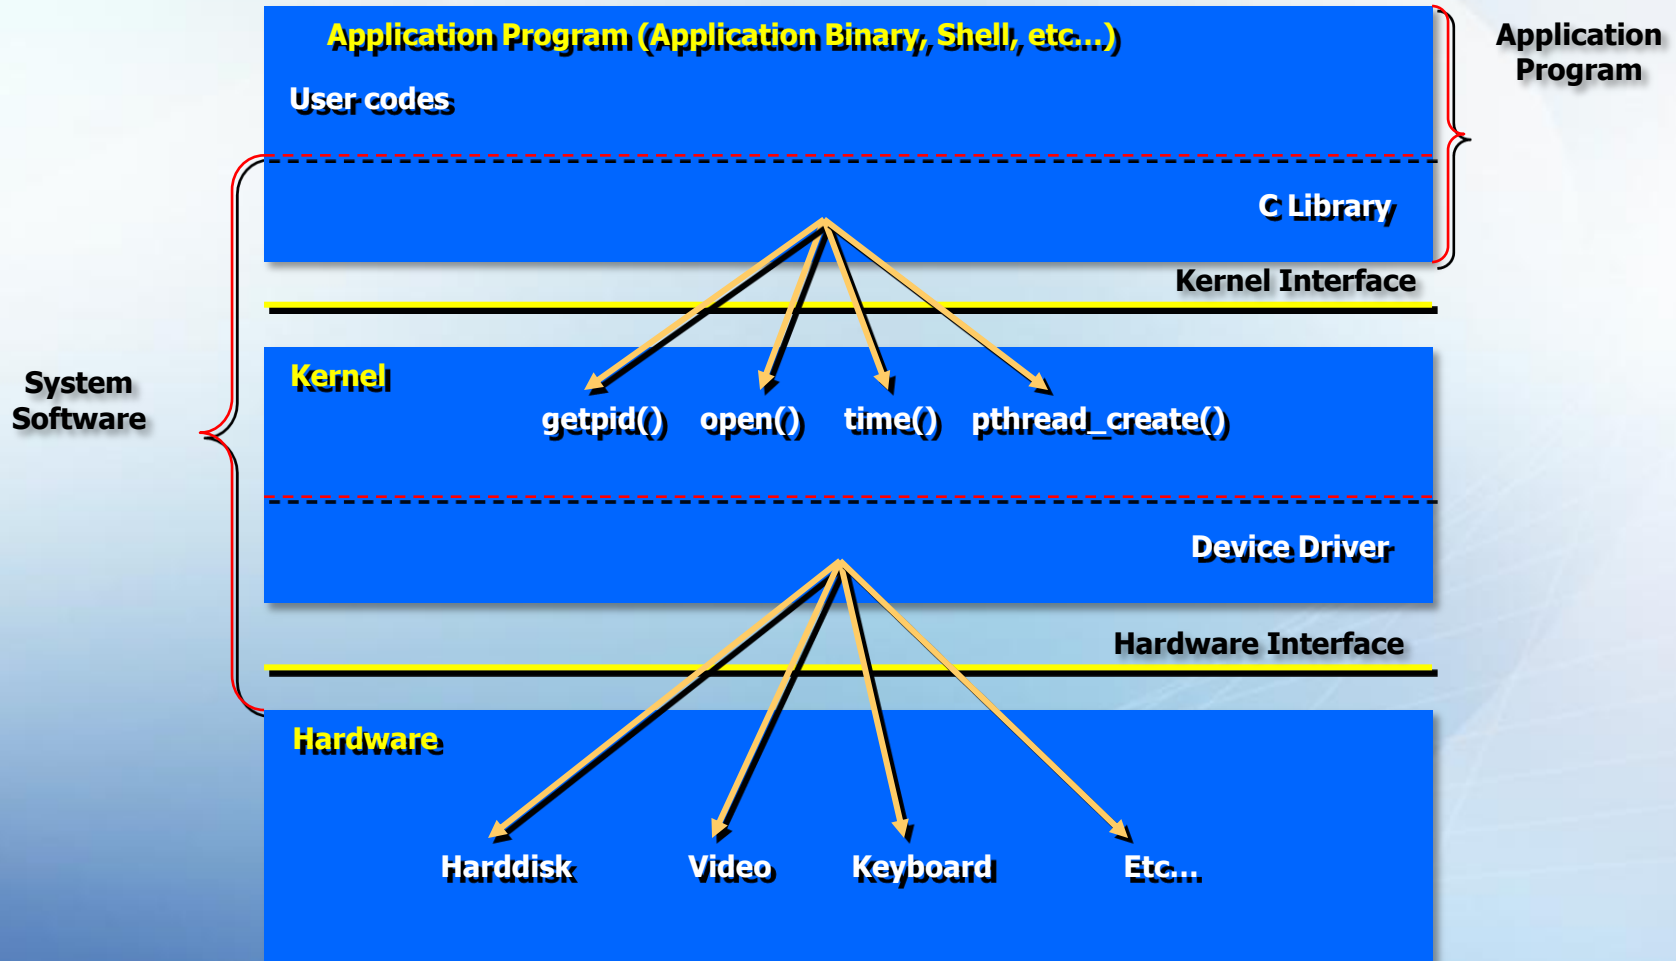 Application Program (Application Binary, Shell, etc...)
Application
Program
User codes
C Library
Kernel Interface
System
Software
Kernel
getpid() open() time() pthread_create()
Device Driver
Hardware Interface
Hardware
Harddisk Video Keyboard Etc...